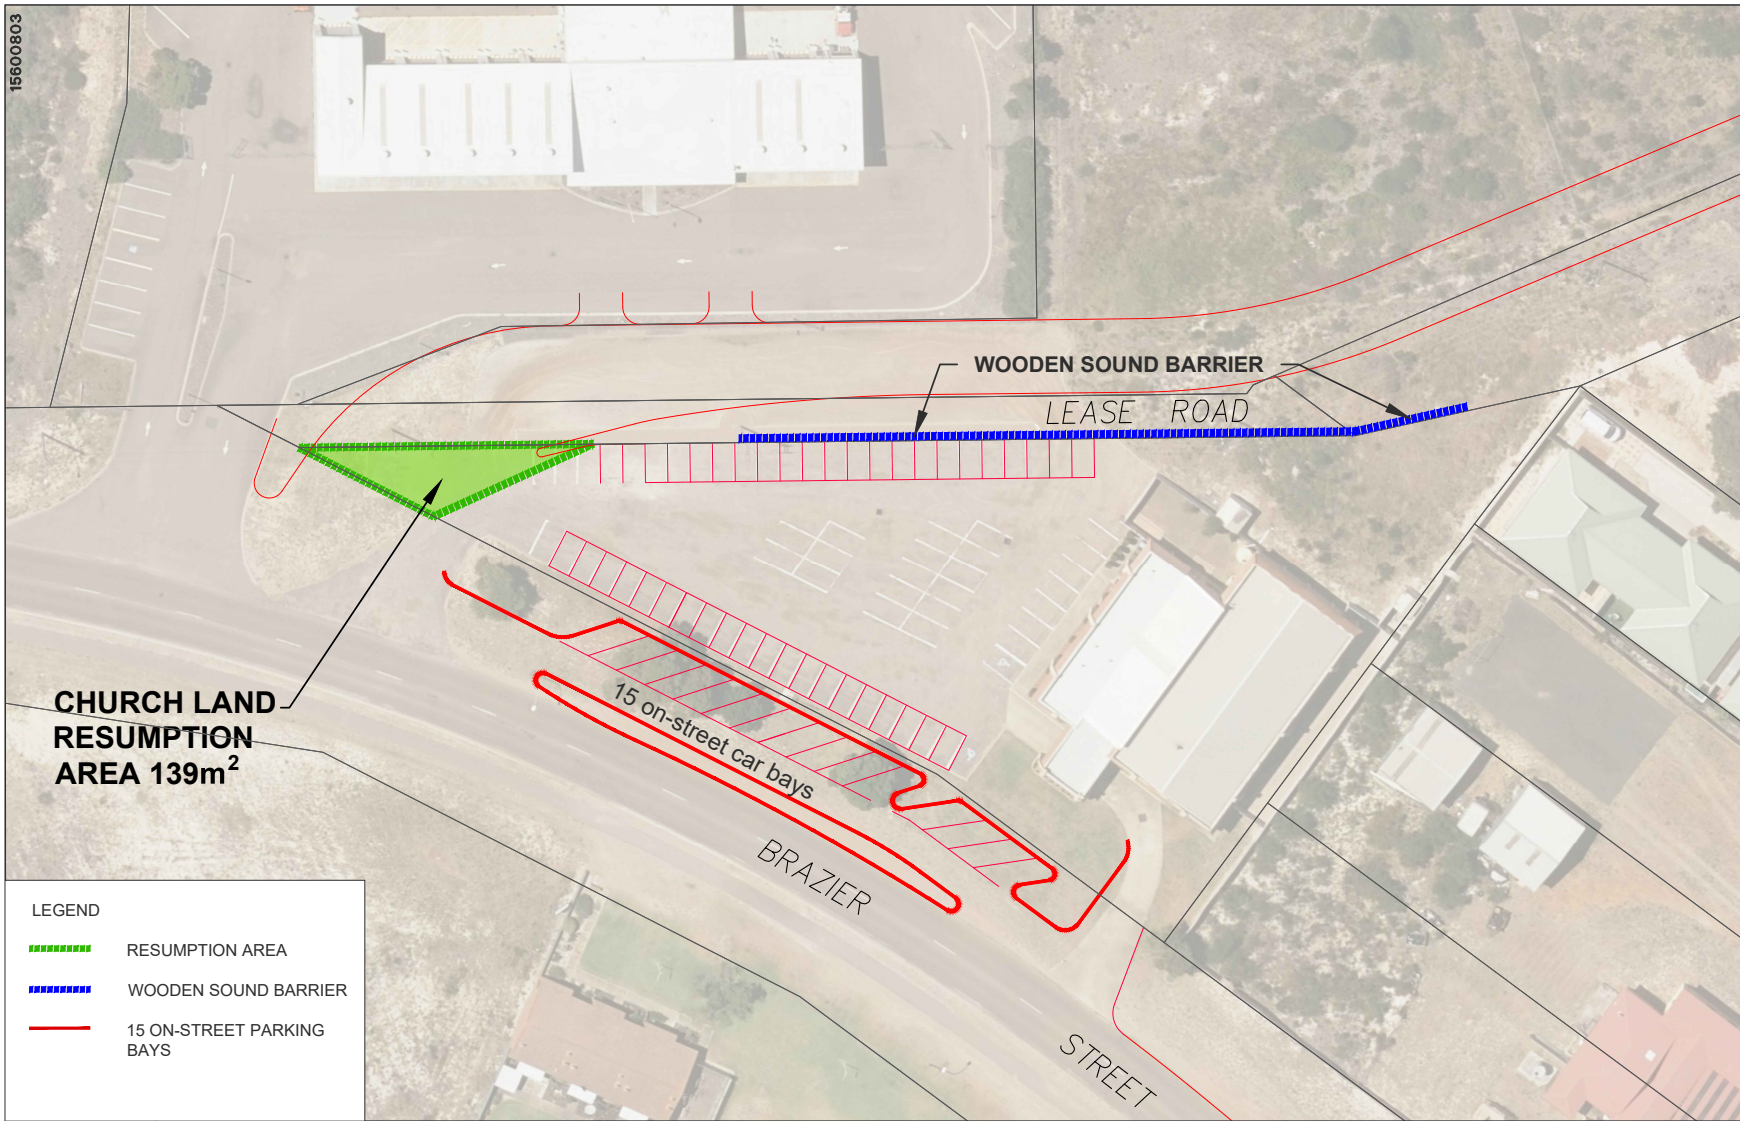 15600803
WOODEN SOUND BARRIER
LEASE ROAD
CHURCH LAND
RESUMPTION
AREA 139m²
15 on-street car bays
BRAZIER
STREET
LEGEND
RESUMPTION AREA
WOODEN SOUND BARRIER
15 ON-STREET PARKING
BAYS